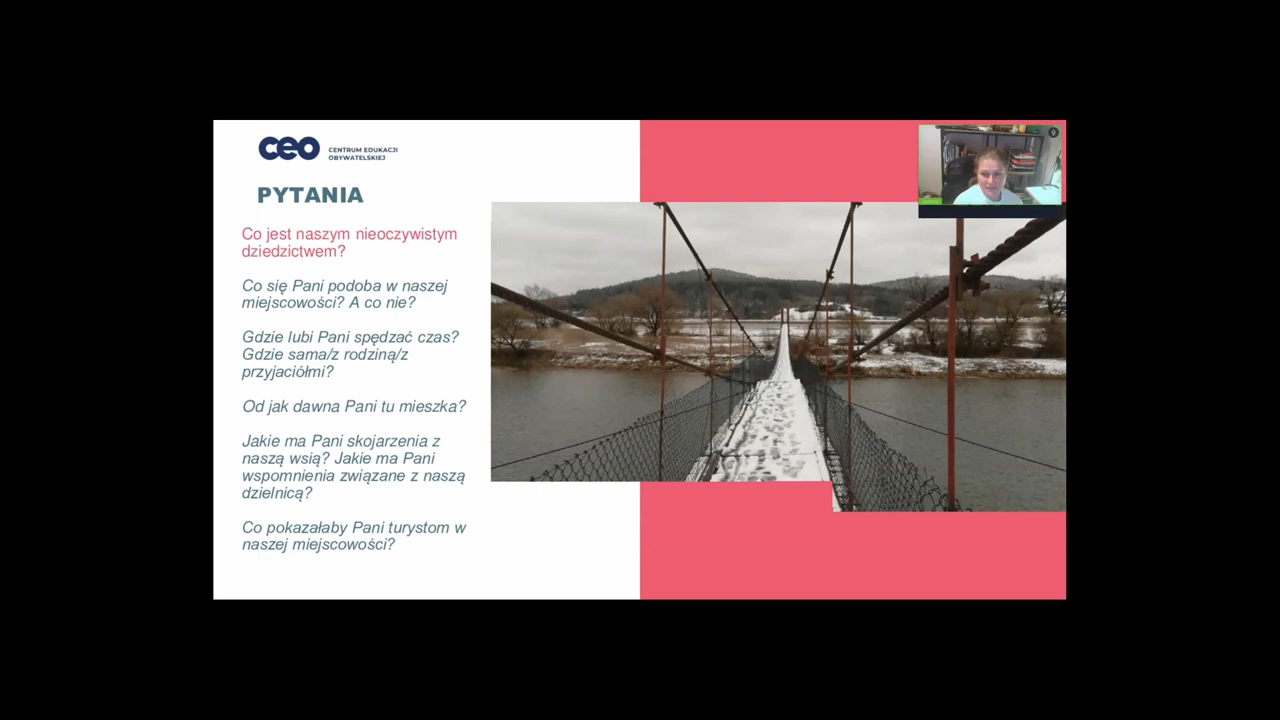 ceo
CENTRUM EDUKACJI
OBYWATELSKIEJ
PYTANIA
Co jest naszym nieoczywistym
dziedzictwem?
Co się Pani podoba w naszej
miejscowości? A co nie?
Gdzie lubi Pani spędzać czas?
Gdzie sama/z rodziną/z
przyjaciółmi?
Od jak dawna Pani tu mieszka?
Jakie ma Pani skojarzenia z
naszą wsią? Jakie ma Pani
wspomnienia związane z naszą
dzielnicą?
Co pokazałaby Pani turystom w
naszej miejscowości?